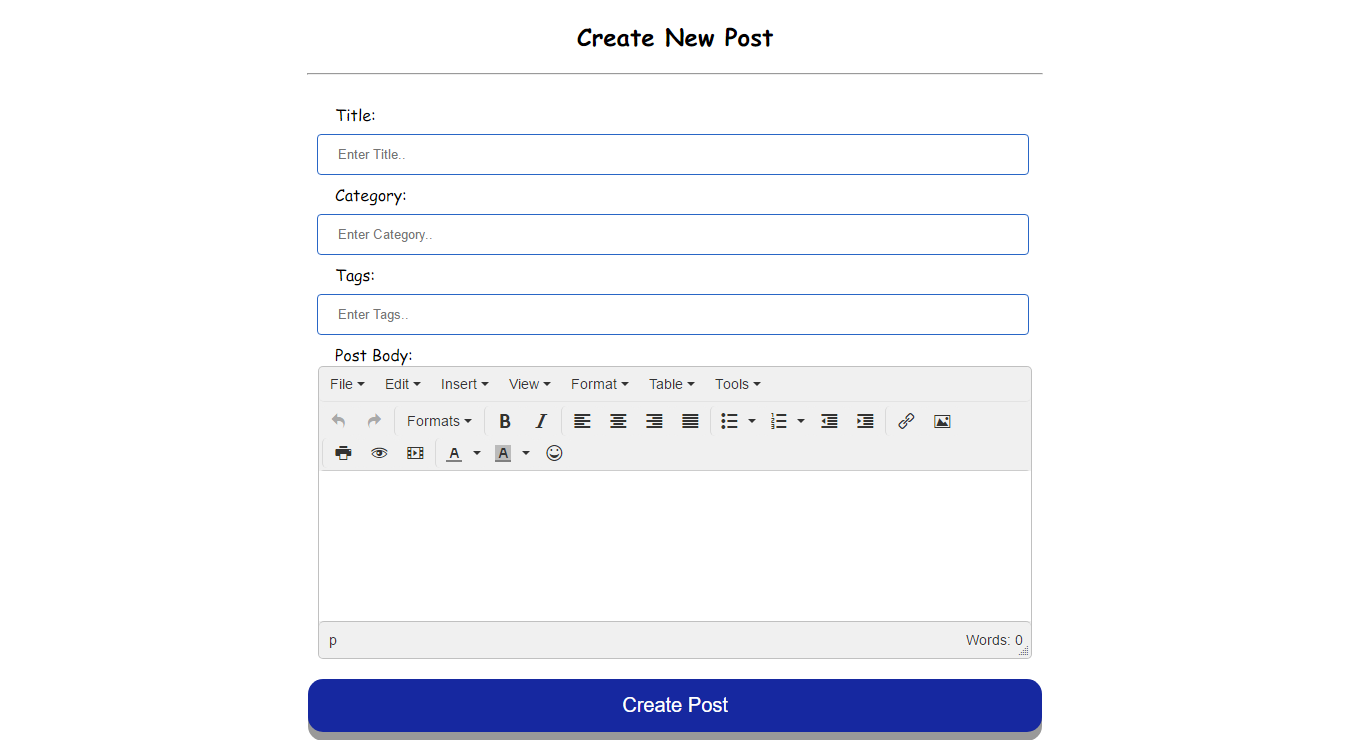 Create New Post
Title:
Enter Title..
Category:
Enter Category..
Tags:
Enter Tags..
Post Body:
File Edit Insert View Format Table Tools
Formats B I
A A
p Words: 0
Create Post